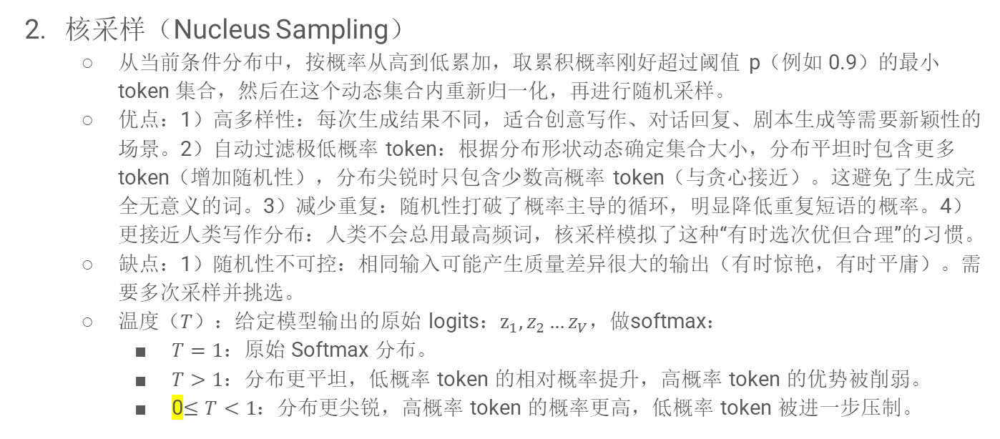 2. 核采样（Nucleus Sampling）
○ 从当前条件分布中，按概率从高到低累加，取累积概率刚好超过阈值 p（例如 0.9）的最小
token 集合，然后在这个动态集合内重新归一化，再进行随机采样。
○ 优点：1）高多样性：每次生成结果不同，适合创意写作、对话回复、剧本生成等需要新颖性的
场景。2）自动过滤极低概率 token：根据分布形状动态确定集合大小，分布平坦时包含更多
token（增加随机性），分布尖锐时只包含少数高概率 token（与贪心接近）。这避免了生成完
全无意义的词。3）减少重复：随机性打破了概率主导的循环，明显降低重复短语的概率。4）
更接近人类写作分布：人类不会总用最高频词，核采样模拟了这种“有时选次优但合理”的习惯。
○ 缺点：1）随机性不可控：相同输入可能产生质量差异很大的输出（有时惊艳，有时平庸）。需
要多次采样并挑选。
○ 温度（T）：给定模型输出的原始 logits：z₁, z₂ … z_V，做softmax：
■ T = 1：原始 Softmax 分布。
■ T > 1：分布更平坦，低概率 token 的相对概率提升，高概率 token 的优势被削弱。
■ 0≤ T < 1：分布更尖锐，高概率 token 的概率更高，低概率 token 被进一步压制。